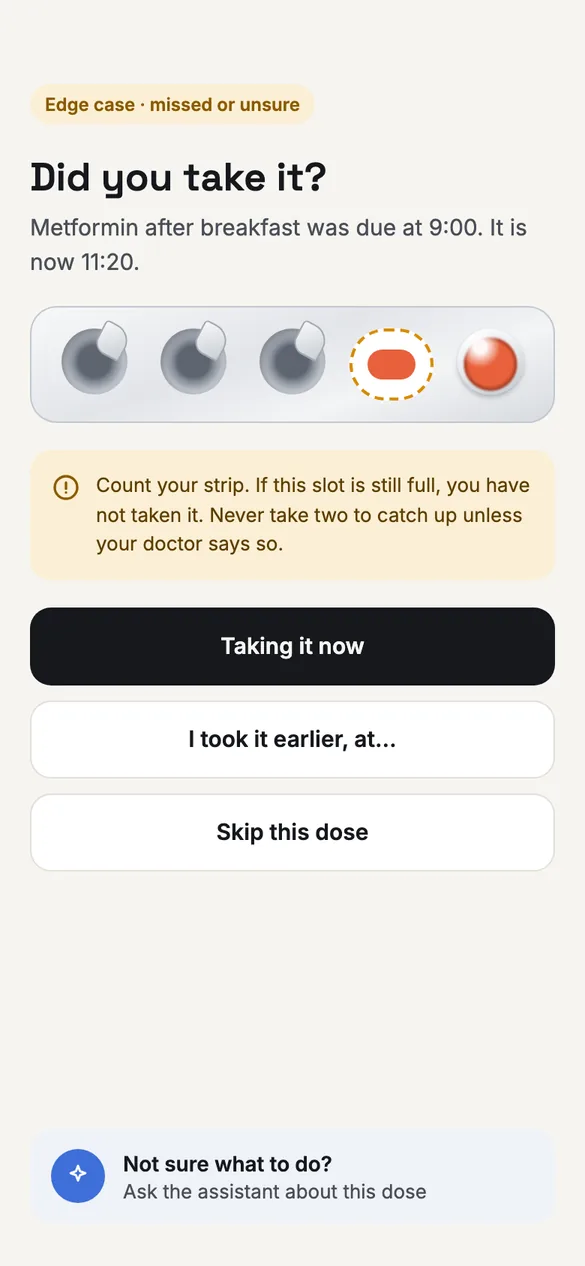 Edge case · missed or unsure
Did you take it?
Metformin after breakfast was due at 9:00. It is
now 11:20.
Count your strip. If this slot is still full, you have
not taken it. Never take two to catch up unless
your doctor says so.
Taking it now
I took it earlier, at...
Skip this dose
Not sure what to do?
Ask the assistant about this dose